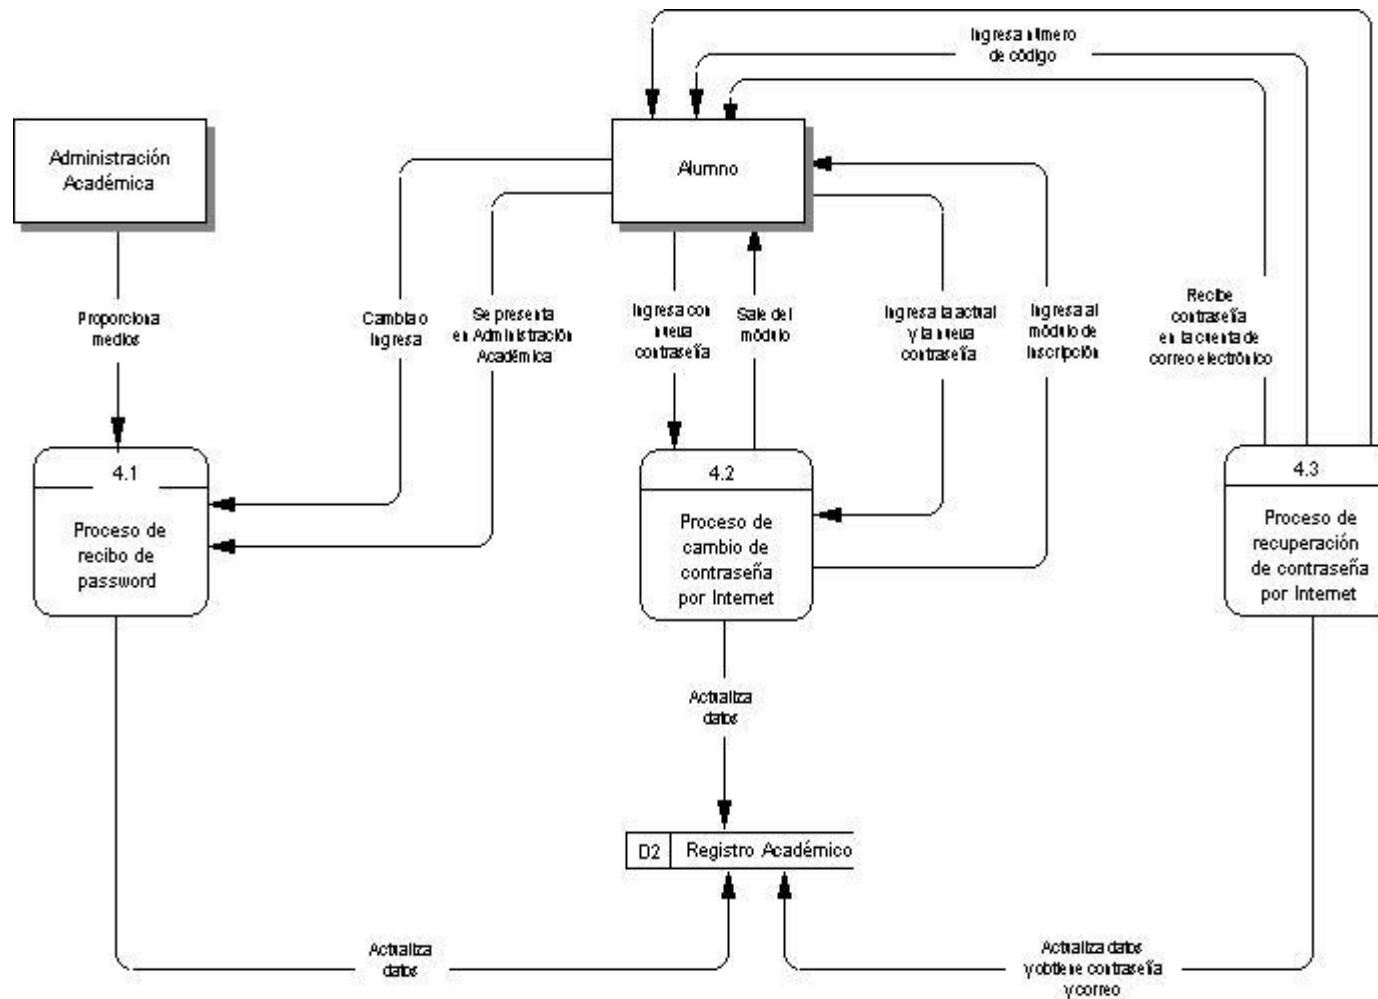 Ingresa número
de código
Administración
Académica
Alumno
Proporciona
medios
Cambia o
ingresa
Se presenta
en Administración
Académica
Ingresa con
nueva
contraseña
Sale del
módulo
Ingresa la actual
y la nueva
contraseña
Ingresa al
módulo de
inscripción
Recibe
contraseña
en la cuenta de
correo electrónico
4.1
Proceso de
recibo de
password
4.2
Proceso de
cambio de
contraseña
por Internet
4.3
Proceso de
recuperación
de contraseña
por Internet
Actualiza
datos
D2 Registro Académico
Actualiza
datos
Actualiza datos
y obtiene contraseña
y correo